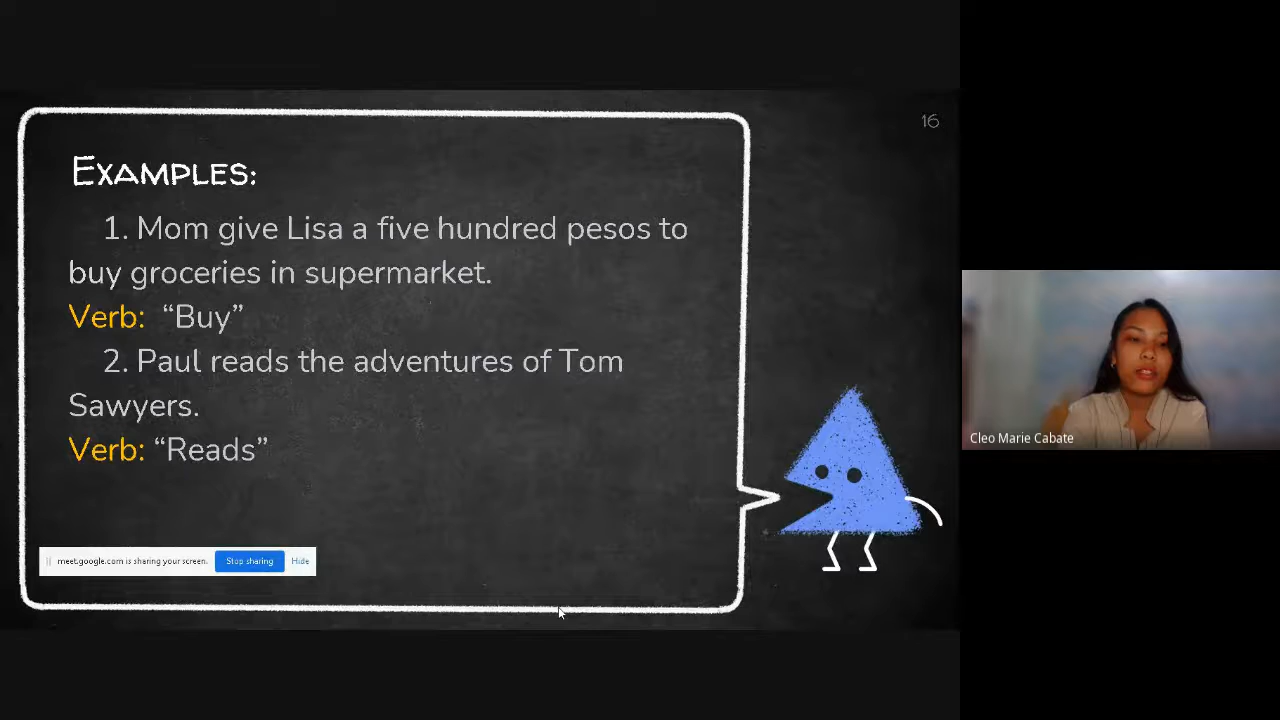 16
Examples:
1. Mom give Lisa a five hundred pesos to
buy groceries in supermarket.
Verb: “Buy”
2. Paul reads the adventures of Tom
Sawyers.
Verb: “Reads”
meet.google.com is sharing your screen. Stop sharing Hide
Cleo Marie Cabate